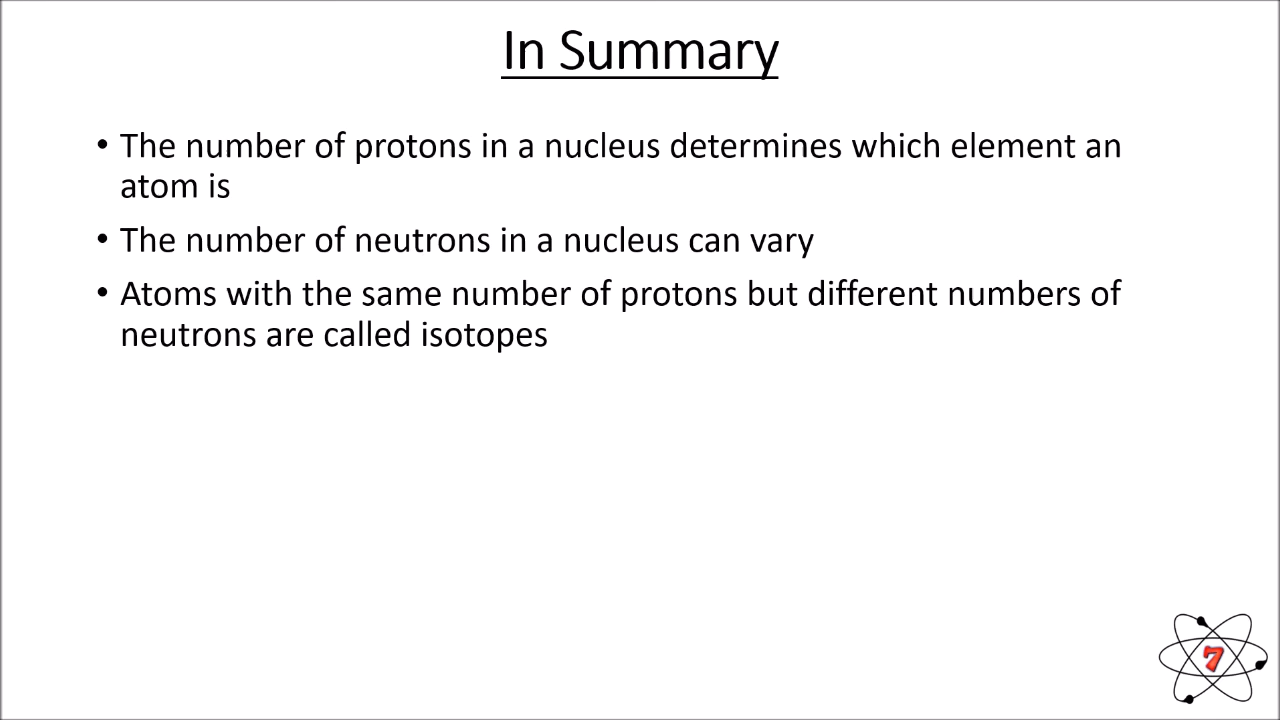 In Summary
• The number of protons in a nucleus determines which element an
atom is
• The number of neutrons in a nucleus can vary
• Atoms with the same number of protons but different numbers of
neutrons are called isotopes
7